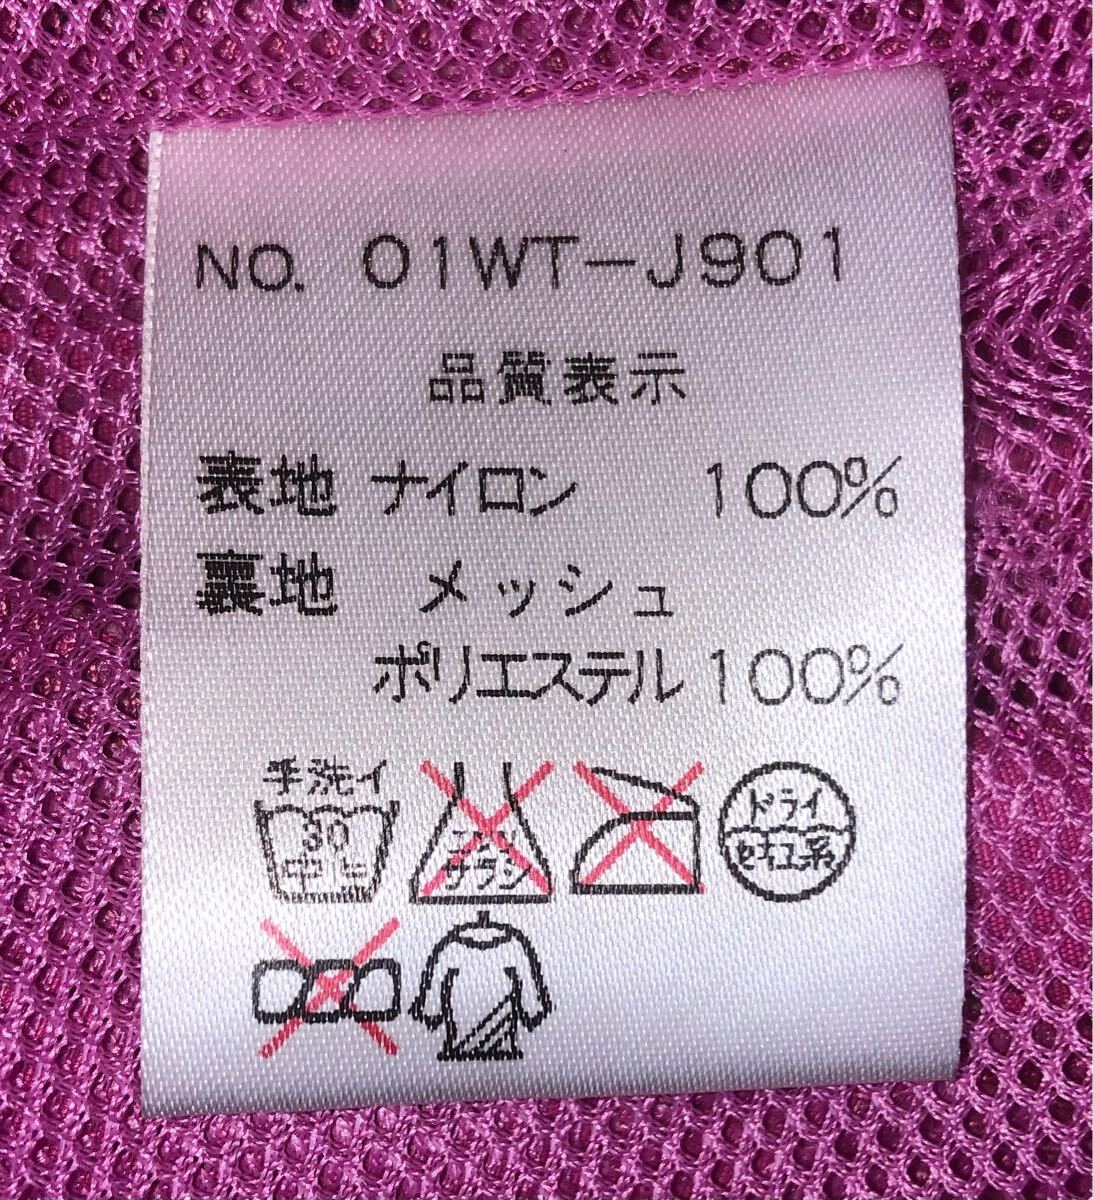 NO. 01WT-J901
品質表示
表地 ナイロン 100%
裏地 メッシュ
ポリエステル 100%
手洗イ
30
中性
エンソ
サラシ
ドライ
セキユ系